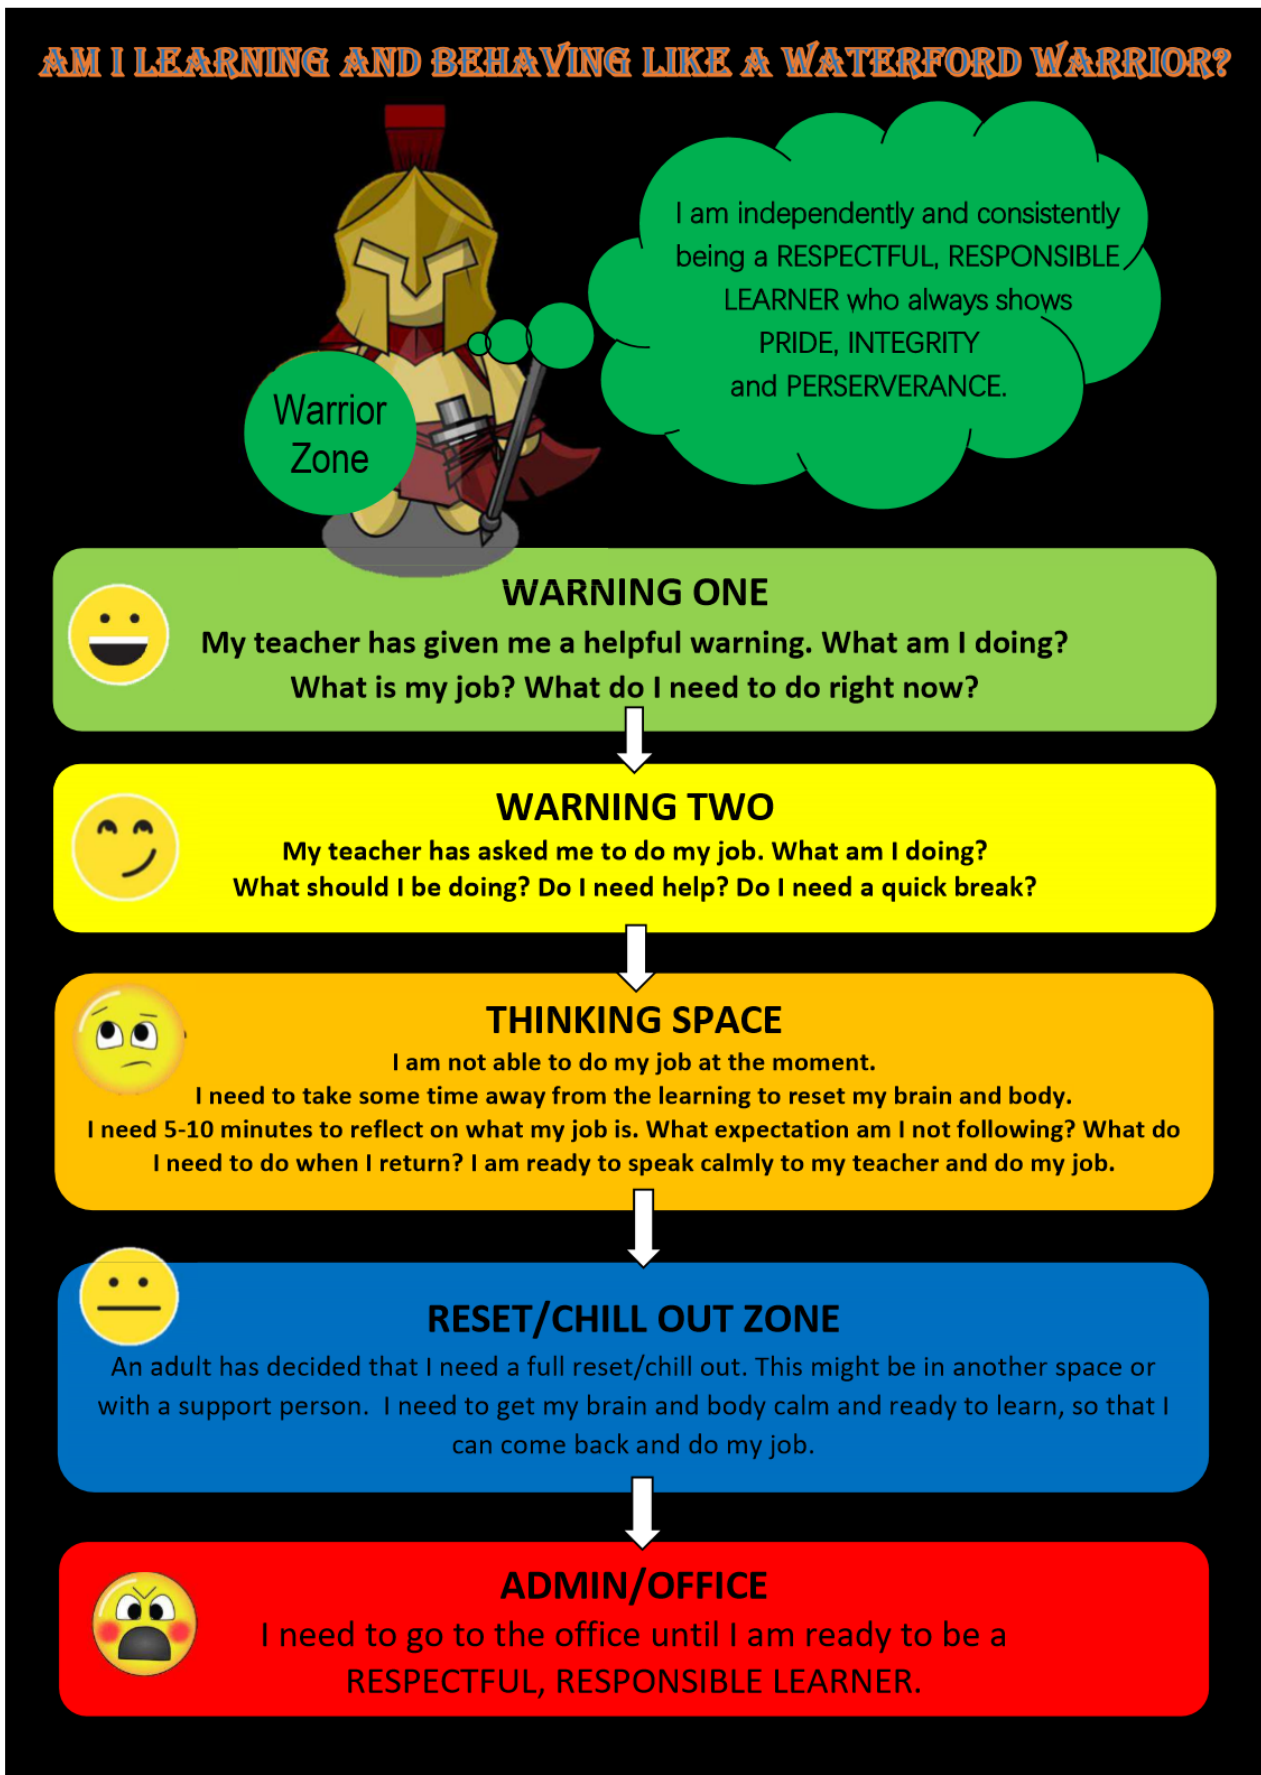 AM I LEARNING AND BEHAVING LIKE A WATERFORD WARRIOR?
I am independently and consistently
being a RESPECTFUL, RESPONSIBLE
LEARNER who always shows
PRIDE, INTEGRITY
and PERSERVERANCE.
Warrior
Zone
WARNING ONE
My teacher has given me a helpful warning. What am I doing?
What is my job? What do I need to do right now?
WARNING TWO
My teacher has asked me to do my job. What am I doing?
What should I be doing? Do I need help? Do I need a quick break?
THINKING SPACE
I am not able to do my job at the moment.
I need to take some time away from the learning to reset my brain and body.
I need 5-10 minutes to reflect on what my job is. What expectation am I not following? What do
I need to do when I return? I am ready to speak calmly to my teacher and do my job.
RESET/CHILL OUT ZONE
An adult has decided that I need a full reset/chill out. This might be in another space or
with a support person.  I need to get my brain and body calm and ready to learn, so that I
can come back and do my job.
ADMIN/OFFICE
I need to go to the office until I am ready to be a
RESPECTFUL, RESPONSIBLE LEARNER.